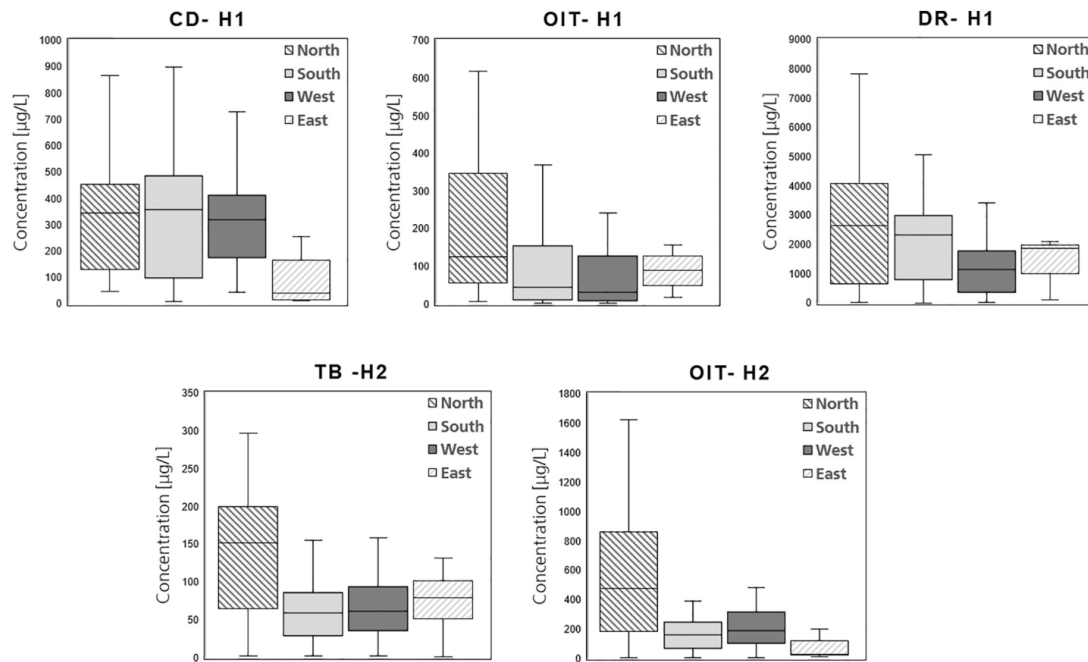 CD- H1
Concentration [µg/L]
1000
900
800
700
600
500
400
300
200
100
0
North
South
West
East
OIT- H1
Concentration [µg/L]
700
600
500
400
300
200
100
0
North
South
West
East
DR- H1
Concentration [µg/L]
9000
8000
7000
6000
5000
4000
3000
2000
1000
0
North
South
West
East
TB -H2
Concentration [µg/L]
350
300
250
200
150
100
50
0
North
South
West
East
OIT- H2
Concentration [µg/L]
1800
1600
1400
1200
1000
800
600
400
200
0
North
South
West
East